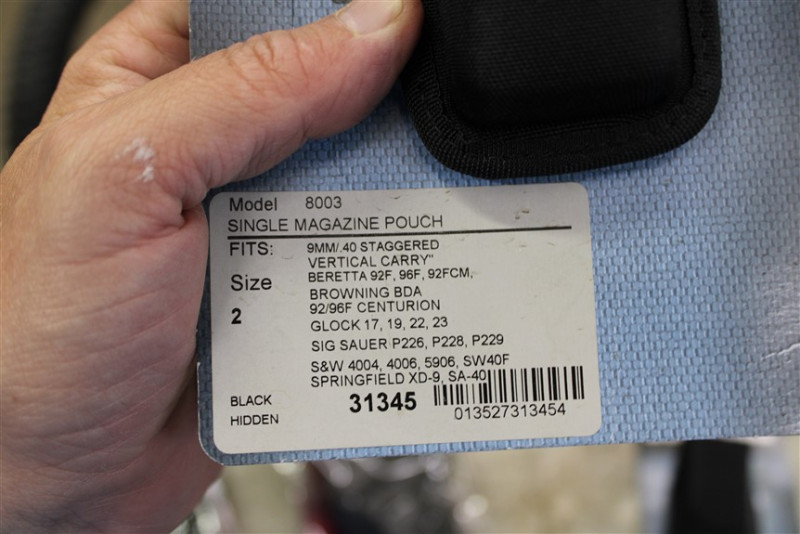 Model 8003
SINGLE MAGAZINE POUCH
FITS: 9MM/.40 STAGGERED
VERTICAL CARRY"
Size BERETTA 92F, 96F, 92FCM,
2 BROWNING BDA
92/96F CENTURION
GLOCK 17, 19, 22, 23
SIG SAUER P226, P228, P229
S&W 4004, 4006, 5906, SW40F
SPRINGFIELD XD-9, SA-40
BLACK 31345
HIDDEN 013527313454